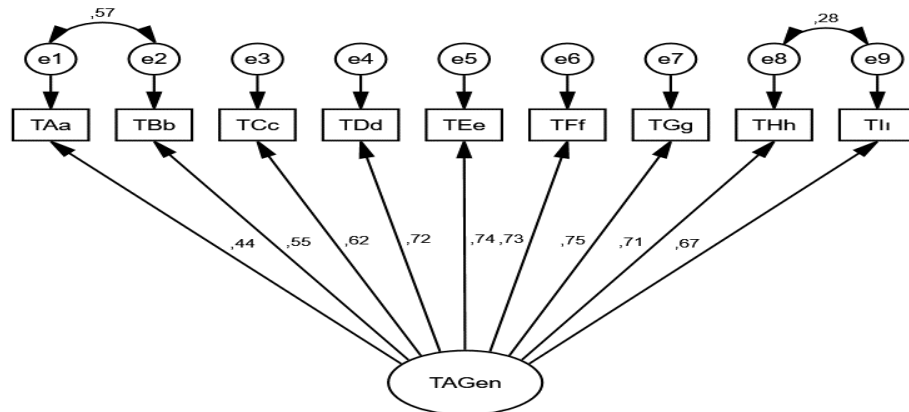 ,57 ,28
e1 e2 e3 e4 e5 e6 e7 e8 e9
TAa TBb TCc TDd TEe TFf TGg THh TIı
,44 ,55 ,62 ,72 ,74 ,73 ,75 ,71 ,67
TAGen